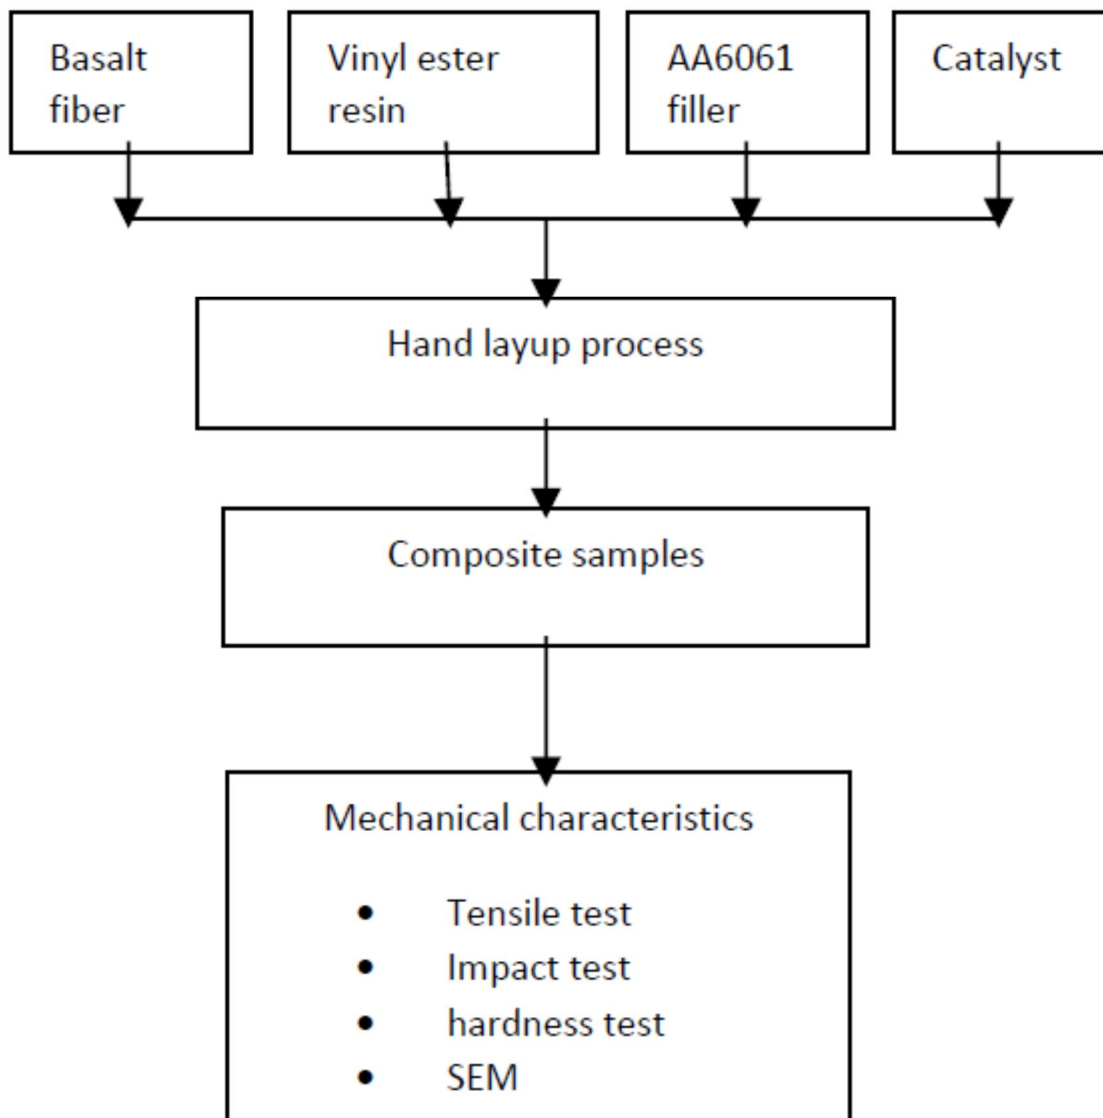 Basalt
fiber
Vinyl ester
resin
AA6061
filler
Catalyst
Hand layup process
Composite samples
Mechanical characteristics
• Tensile test
• Impact test
• hardness test
• SEM